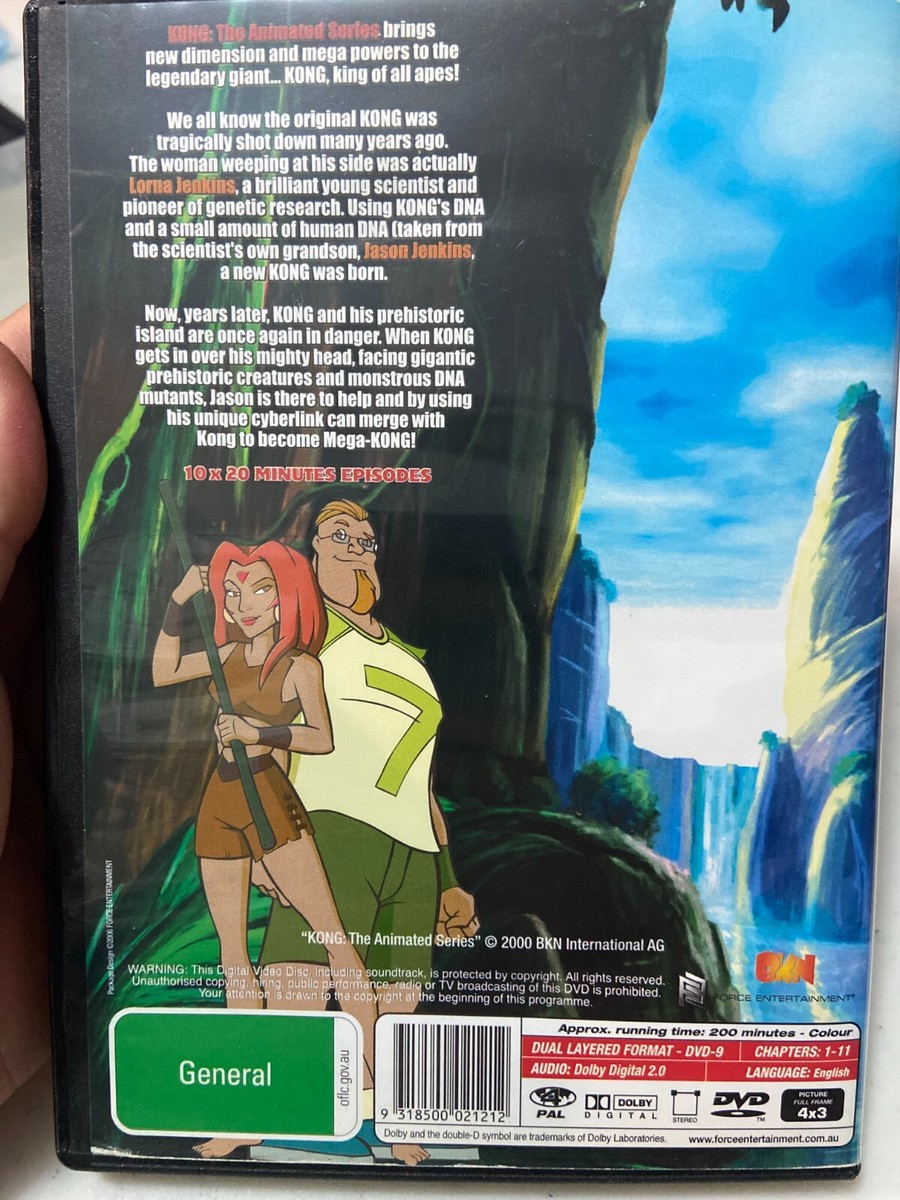 KONG: The Animated Series brings
new dimension and mega powers to the
legendary giant... KONG, king of all apes!
We all know the original KONG was
tragically shot down many years ago.
The woman weeping at his side was actually
Lorna Jenkins, a brilliant young scientist and
pioneer of genetic research. Using KONG's DNA
and a small amount of human DNA (taken from
the scientist's own grandson, Jason Jenkins,
a new KONG was born.
Now, years later, KONG and his prehistoric
island are once again in danger. When KONG
gets in over his mighty head, facing gigantic
prehistoric creatures and monstrous DNA
mutants, Jason is there to help and by using
his unique cyberlink can merge with
Kong to become Mega-KONG!
10 x 20 MINUTES EPISODES
7
"KONG: The Animated Series" © 2000 BKN International AG
Package Design ©2006 FORCE ENTERTAINMENT
WARNING: This Digital Video Disc, including soundtrack, is protected by copyright. All rights reserved.
Unauthorised copying, hiring, public performance, radio or TV broadcasting of this DVD is prohibited.
Your attention is drawn to the copyright at the beginning of this programme.
BKN
FORCE ENTERTAINMENT
General
oflc.gov.au
9 318500 021212
Approx. running time: 200 minutes - Colour
DUAL LAYERED FORMAT - DVD-9
CHAPTERS: 1-11
AUDIO: Dolby Digital 2.0
LANGUAGE: English
4
PAL
DOLBY
DIGITAL
STEREO
DVD
TM
PICTURE
FULL FRAME
4x3
Dolby and the double-D symbol are trademarks of Dolby Laboratories.
www.forceentertainment.com.au